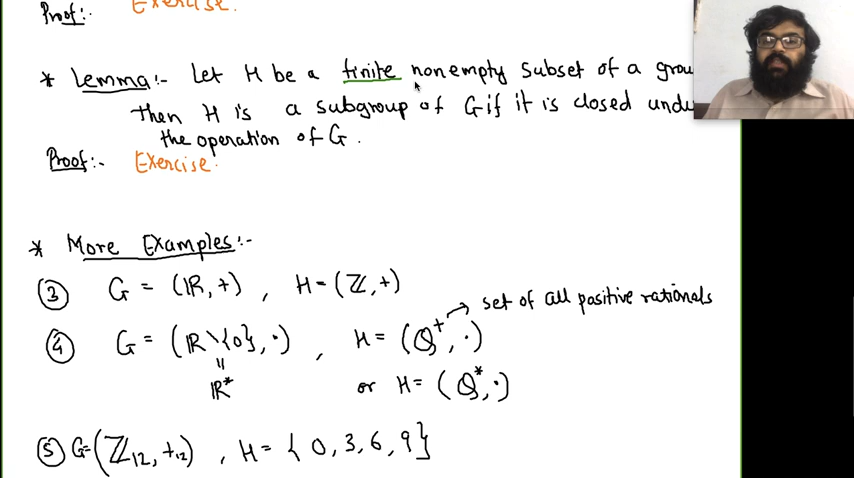 Proof:- Exercise.
* Lemma:- Let H be a finite nonempty subset of a
then H is a subgroup of G if it is closed
the operation of G.
Proof:- Exercise.
* More Examples:-
③ G = (ℝ, +) , H = (ℤ, +)
④ G = (ℝ \ {0}, ·) , H = (ℚ⁺, ·) → set of all positive rationals
ℝ* or H = (ℚ*, ·)
⑤ G = (ℤ₁₂, +₁₂) , H = { 0, 3, 6, 9 }